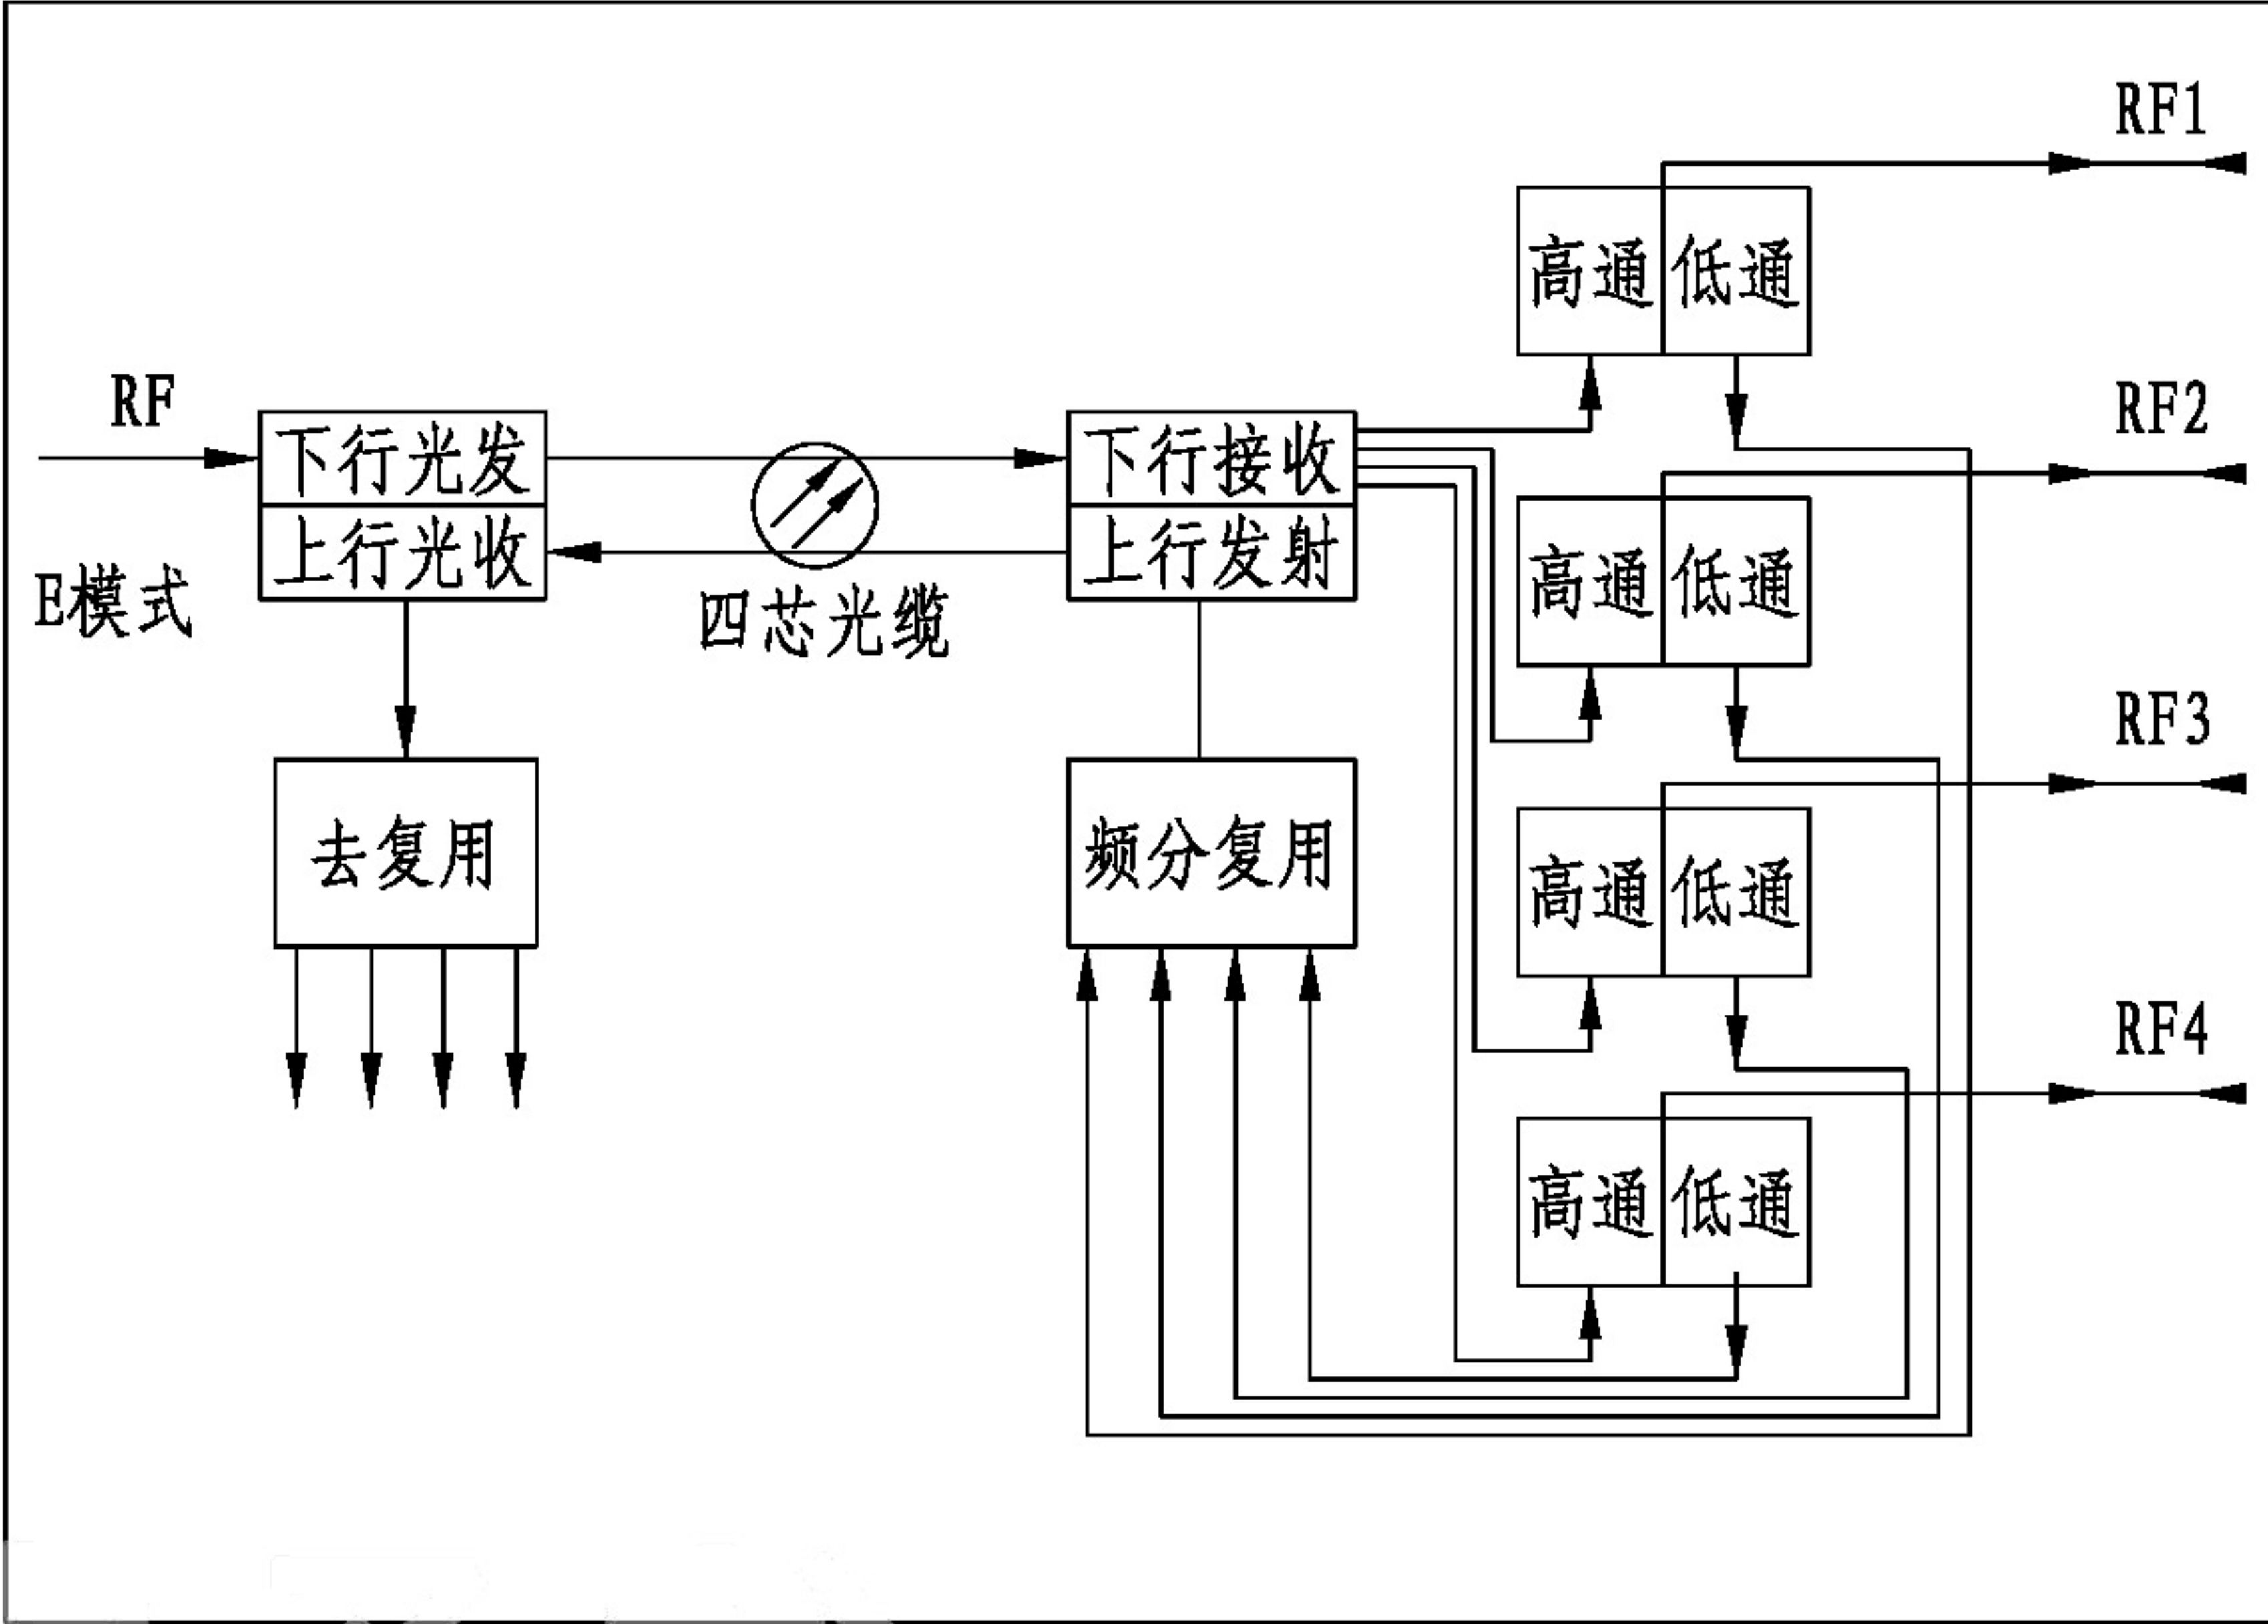 RF1
高通 低通
RF
RF2
下行光发
下行接收
上行光收
上行发射
E模式
四芯光缆
高通 低通
RF3
去复用
频分复用
高通 低通
RF4
高通 低通